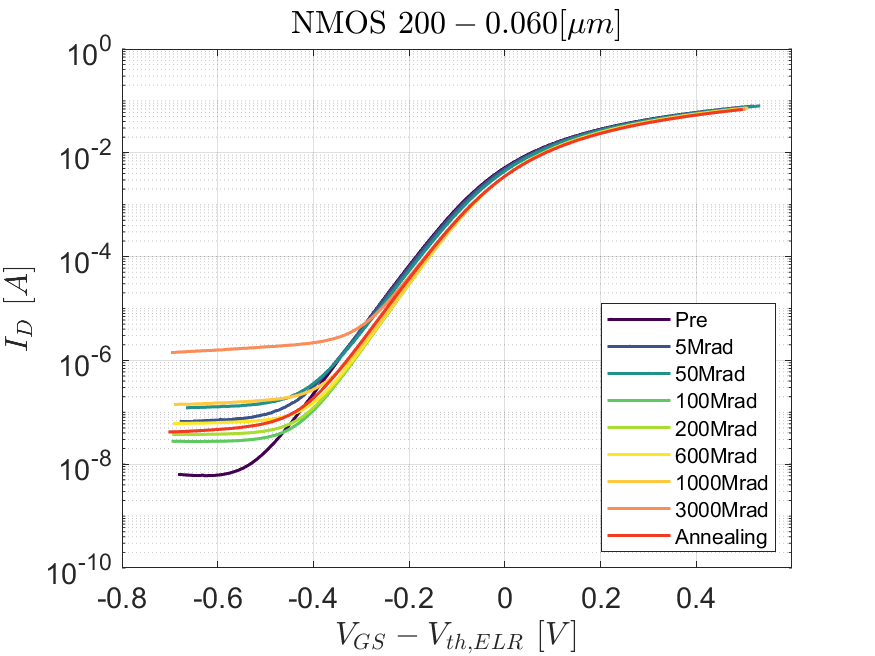 NMOS 200 − 0.060[μm]
10^0
10^-2
10^-4
10^-6
10^-8
10^-10
I_D [A]
Pre
5Mrad
50Mrad
100Mrad
200Mrad
600Mrad
1000Mrad
3000Mrad
Annealing
-0.8 -0.6 -0.4 -0.2 0 0.2 0.4
V_GS − V_th,ELR [V]